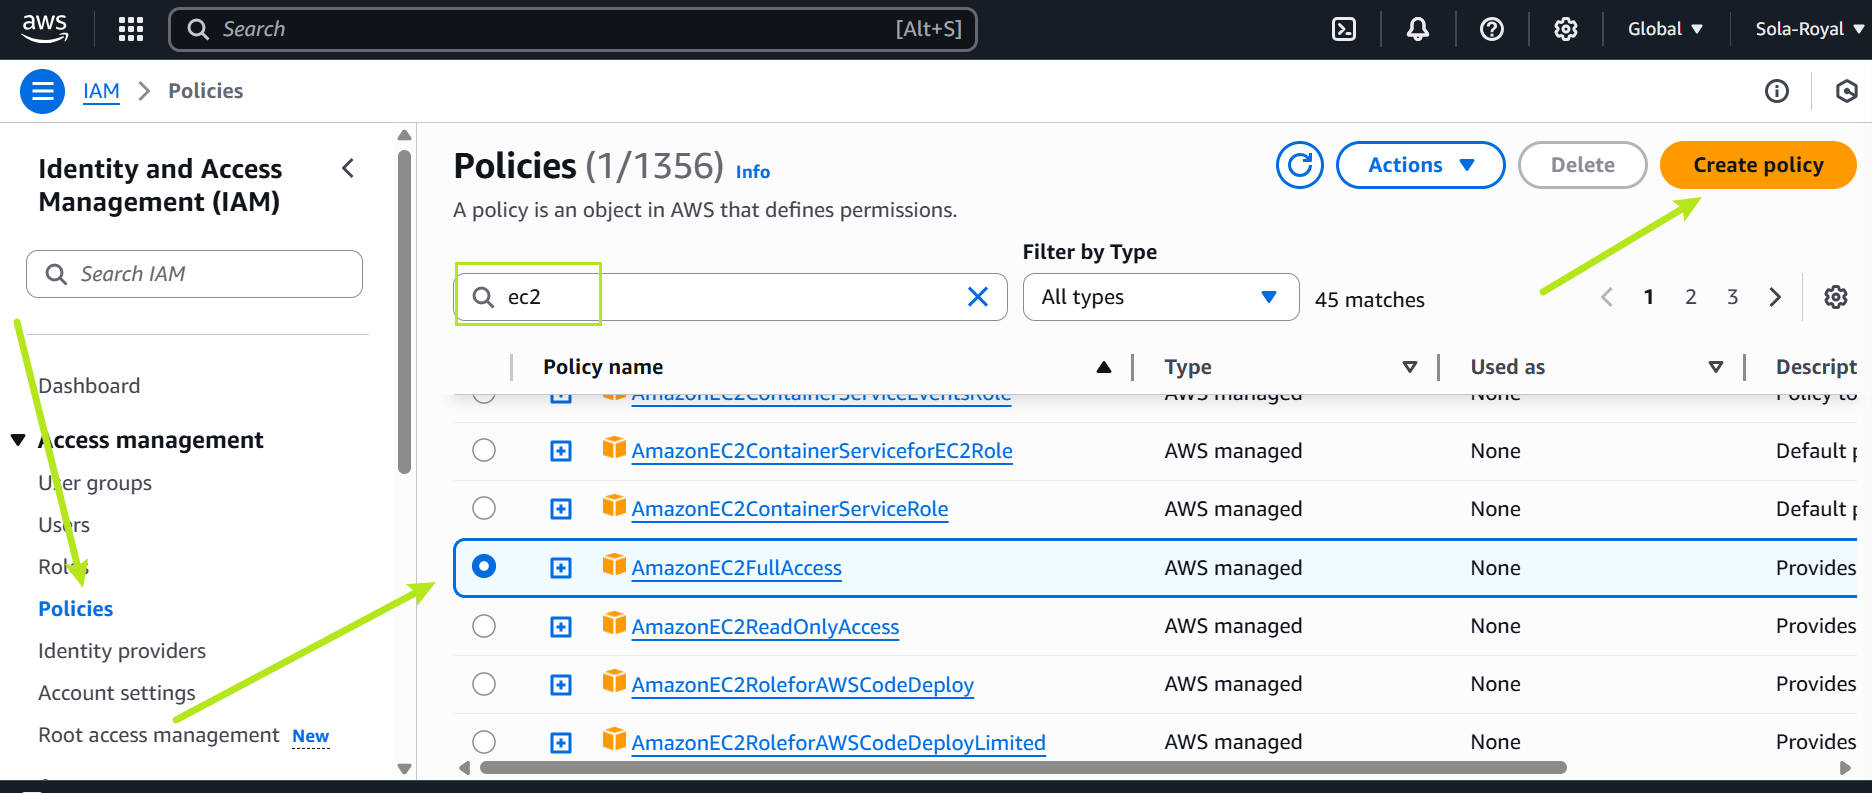 aws
Search [Alt+S]
Global
Sola-Royal
IAM > Policies
Identity and Access
Management (IAM)
Search IAM
Dashboard
Access management
User groups
Users
Roles
Policies
Identity providers
Account settings
Root access management New
Policies (1/1356) Info
Actions
Delete
Create policy
A policy is an object in AWS that defines permissions.
Filter by Type
ec2
All types
45 matches
1 2 3
Policy name Type Used as Descript
AmazonEC2ContainerServiceEventsRole AWS managed None Policy to
AmazonEC2ContainerServiceforEC2Role AWS managed None Default p
AmazonEC2ContainerServiceRole AWS managed None Default p
AmazonEC2FullAccess AWS managed None Provides
AmazonEC2ReadOnlyAccess AWS managed None Provides
AmazonEC2RoleforAWSCodeDeploy AWS managed None Provides
AmazonEC2RoleforAWSCodeDeployLimited AWS managed None Provides